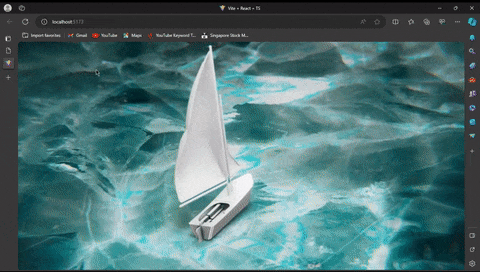 Vite + React + TS
localhost:5173
Import favorites
Gmail
YouTube
Maps
YouTube Keyword T...
Singapore Stock M...